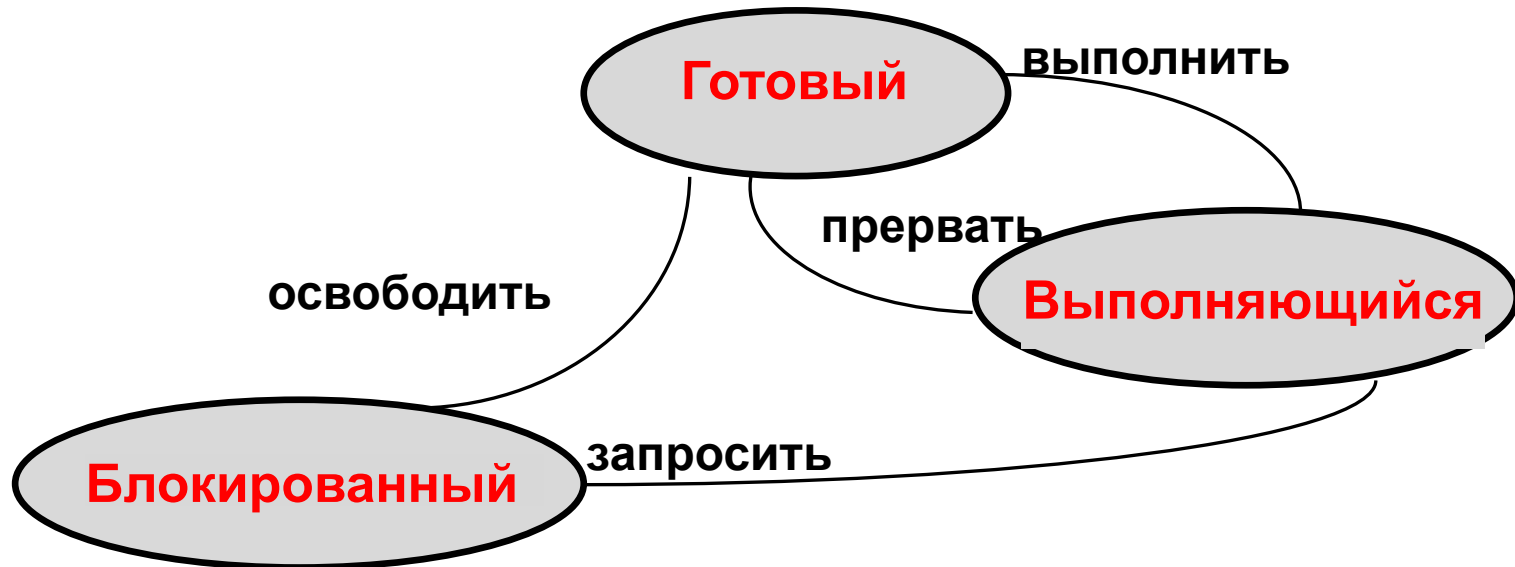 Готовый
выполнить
прервать
освободить
Выполняющийся
запросить
Блокированный